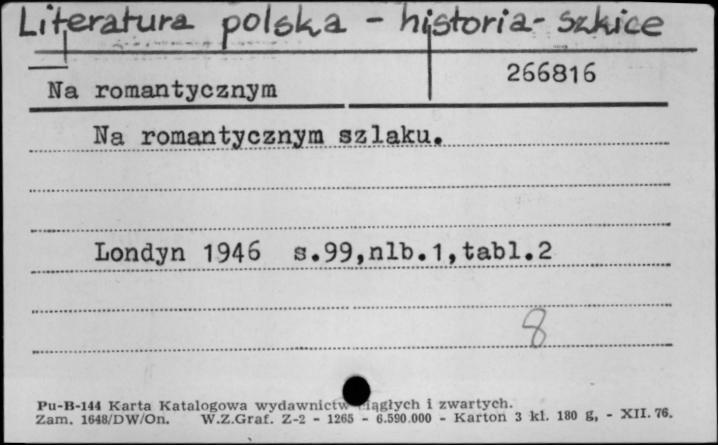 Literatura polska - historia - szkice
266816
Na romantycznym
Na romantycznym szlaku.
Londyn 1946 s.99,nlb.1,tabl.2
8
Pu-B-144 Karta Katalogowa wydawnictw ciągłych i zwartych.
Zam. 1648/DW/On. W.Z.Graf. Z-2 - 1265 - 6.590.000 - Karton 3 kl. 180 g, - XII. 76.